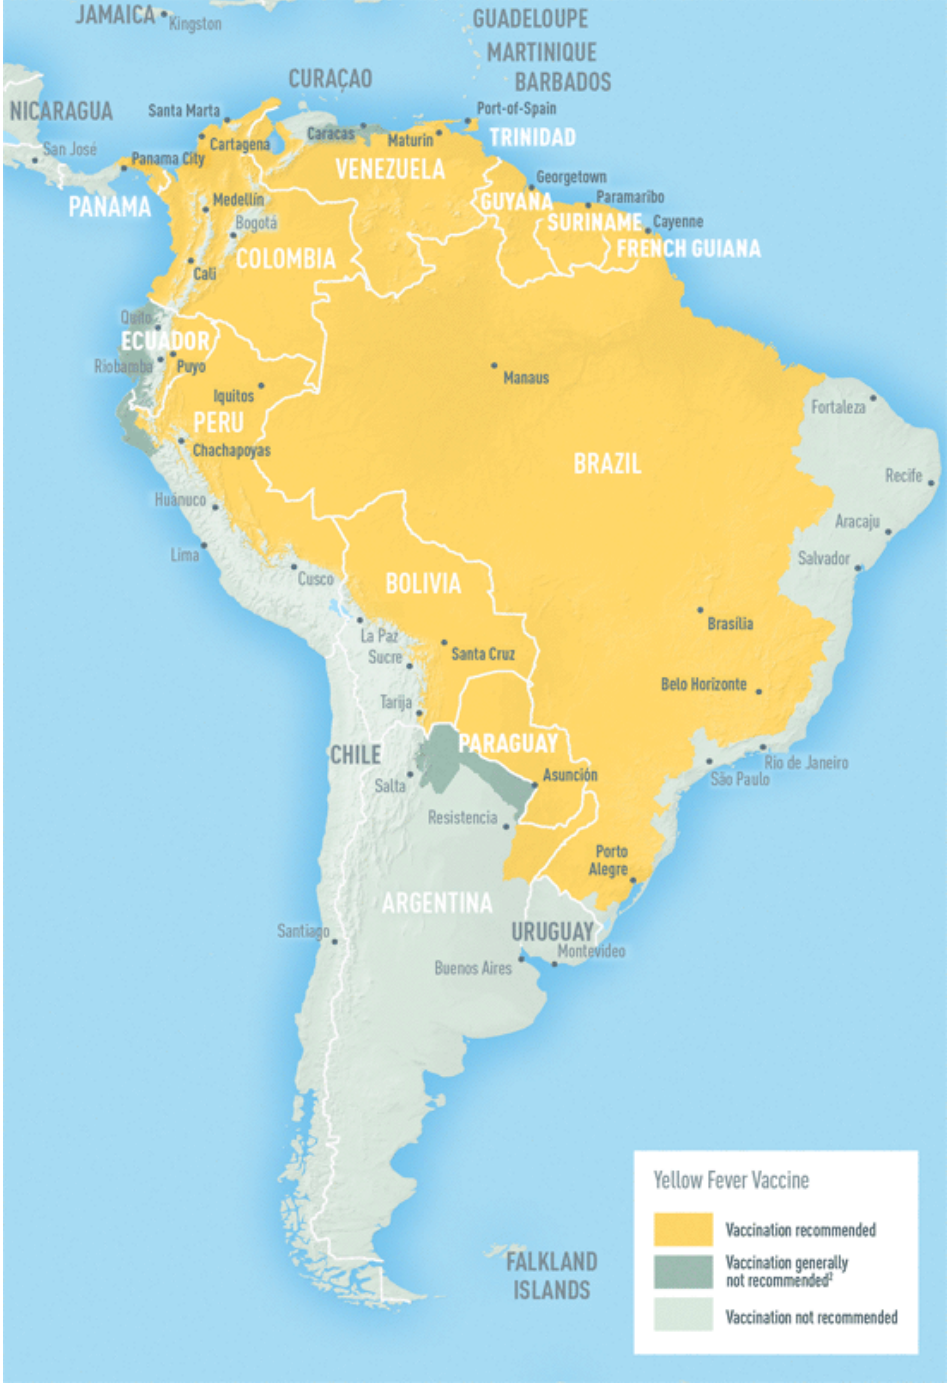 JAMAICA
Kingston
GUADELOUPE
MARTINIQUE
BARBADOS
CURAÇAO
NICARAGUA
Santa Marta
Port-of-Spain
San José
Caracas
Maturin
TRINIDAD
Cartagena
Panama City
VENEZUELA
Georgetown
PANAMA
Medellín
GUYANA
Paramaribo
Bogotá
SURINAME
Cayenne
COLOMBIA
FRENCH GUIANA
Cali
Quito
ECUADOR
Riobamba
Puyo
Manaus
Iquitos
Fortaleza
PERU
Chachapoyas
BRAZIL
Recife
Huánuco
Aracaju
Lima
Salvador
Cusco
BOLIVIA
Brasília
La Paz
Sucre
Santa Cruz
Belo Horizonte
Tarija
CHILE
PARAGUAY
Rio de Janeiro
Salta
Asunción
São Paulo
Resistencia
Porto
Alegre
ARGENTINA
Santiago
URUGUAY
Montevideo
Buenos Aires
FALKLAND
ISLANDS
Yellow Fever Vaccine
Vaccination recommended
Vaccination generally
not recommended²
Vaccination not recommended